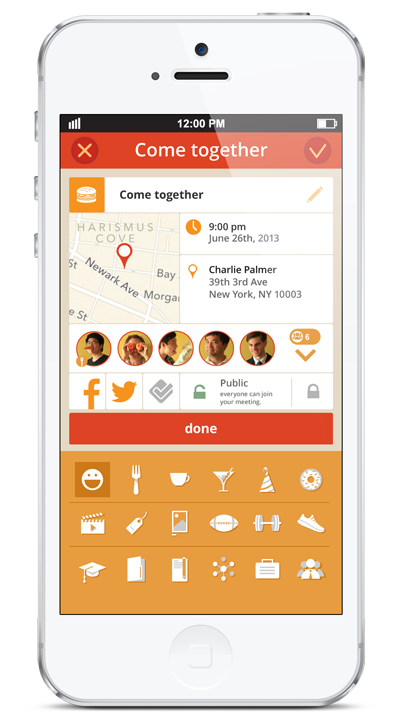 12:00 PM
Come together
Come together
HARISMUS
COVE
St
Newark Ave
Bay
Morgan
e St
9:00 pm
June 26th, 2013
Charlie Palmer
39th 3rd Ave
New York, NY 10003
6
Public
everyone can join
your meeting.
done